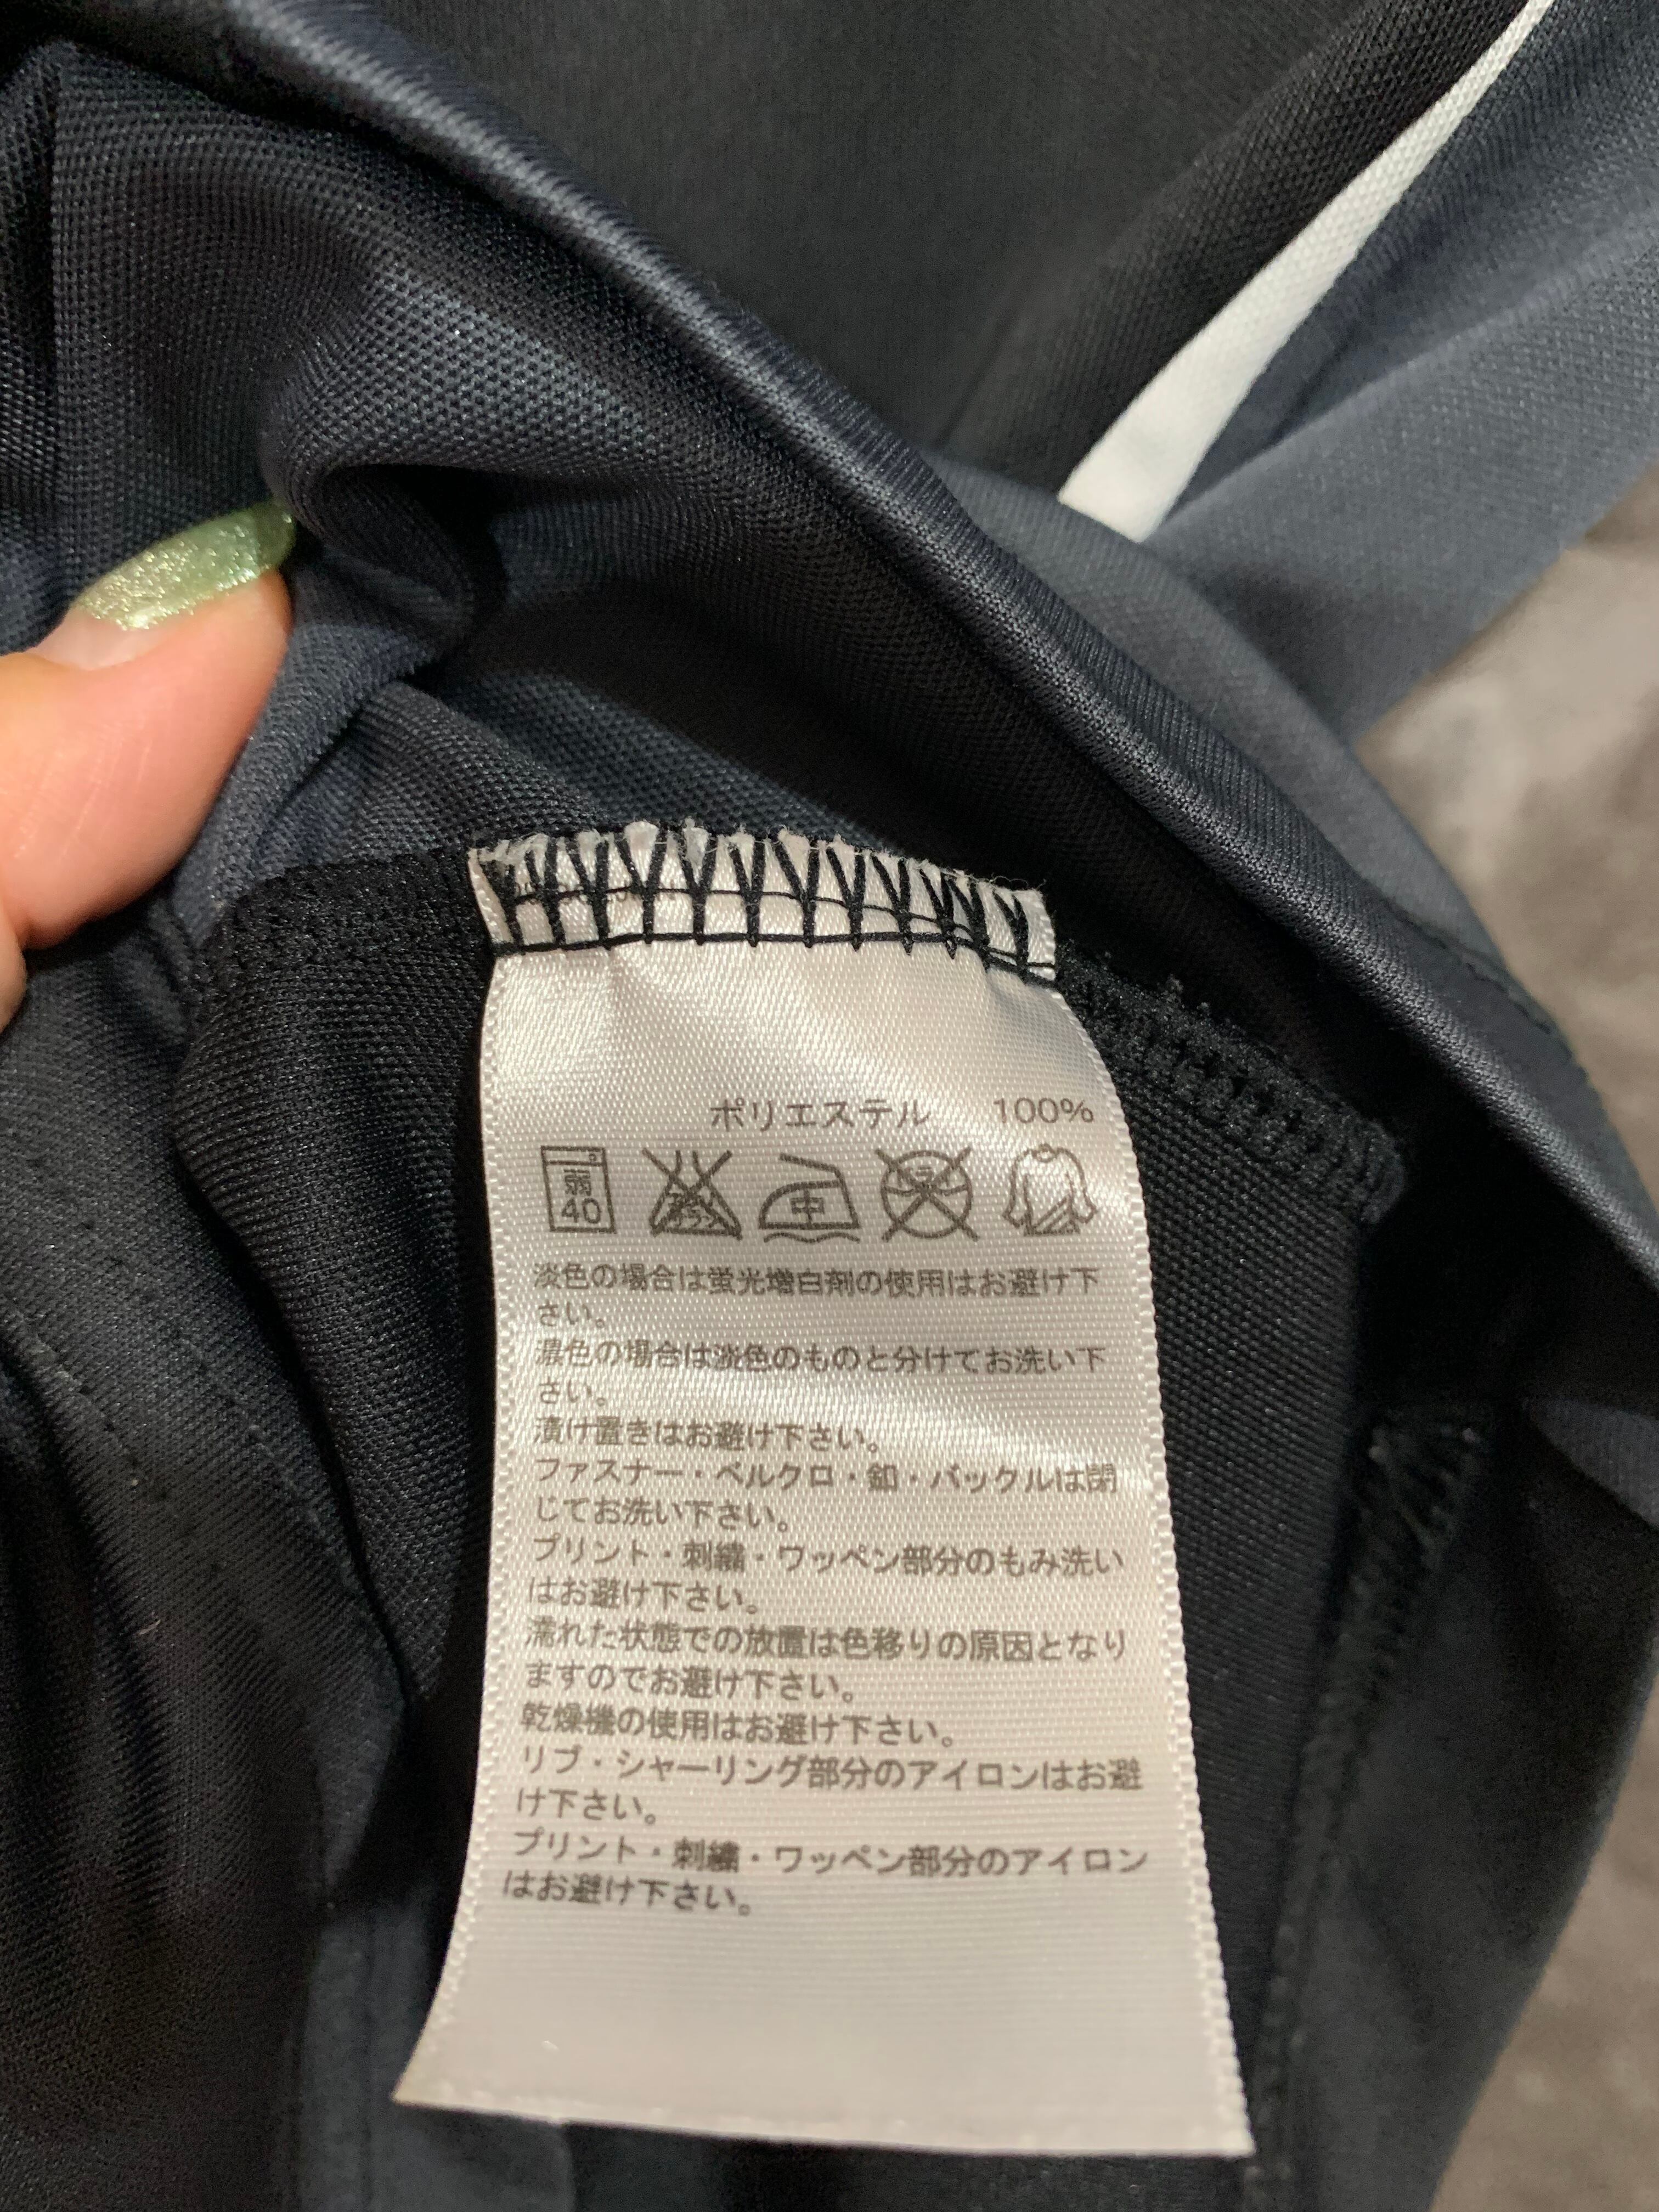 ポリエステル 100%
弱 中
40
淡色の場合は蛍光増白剤の使用はお避け下
さい。
濃色の場合は淡色のものと分けてお洗い下
さい。
漬け置きはお避け下さい。
ファスナー・ベルクロ・釦・バックルは閉
じてお洗い下さい。
プリント・刺繍・ワッペン部分のもみ洗い
はお避け下さい。
濡れた状態での放置は色移りの原因となり
ますのでお避け下さい。
乾燥機の使用はお避け下さい。
リブ・シャーリング部分のアイロンはお避
け下さい。
プリント・刺繍・ワッペン部分のアイロン
はお避け下さい。